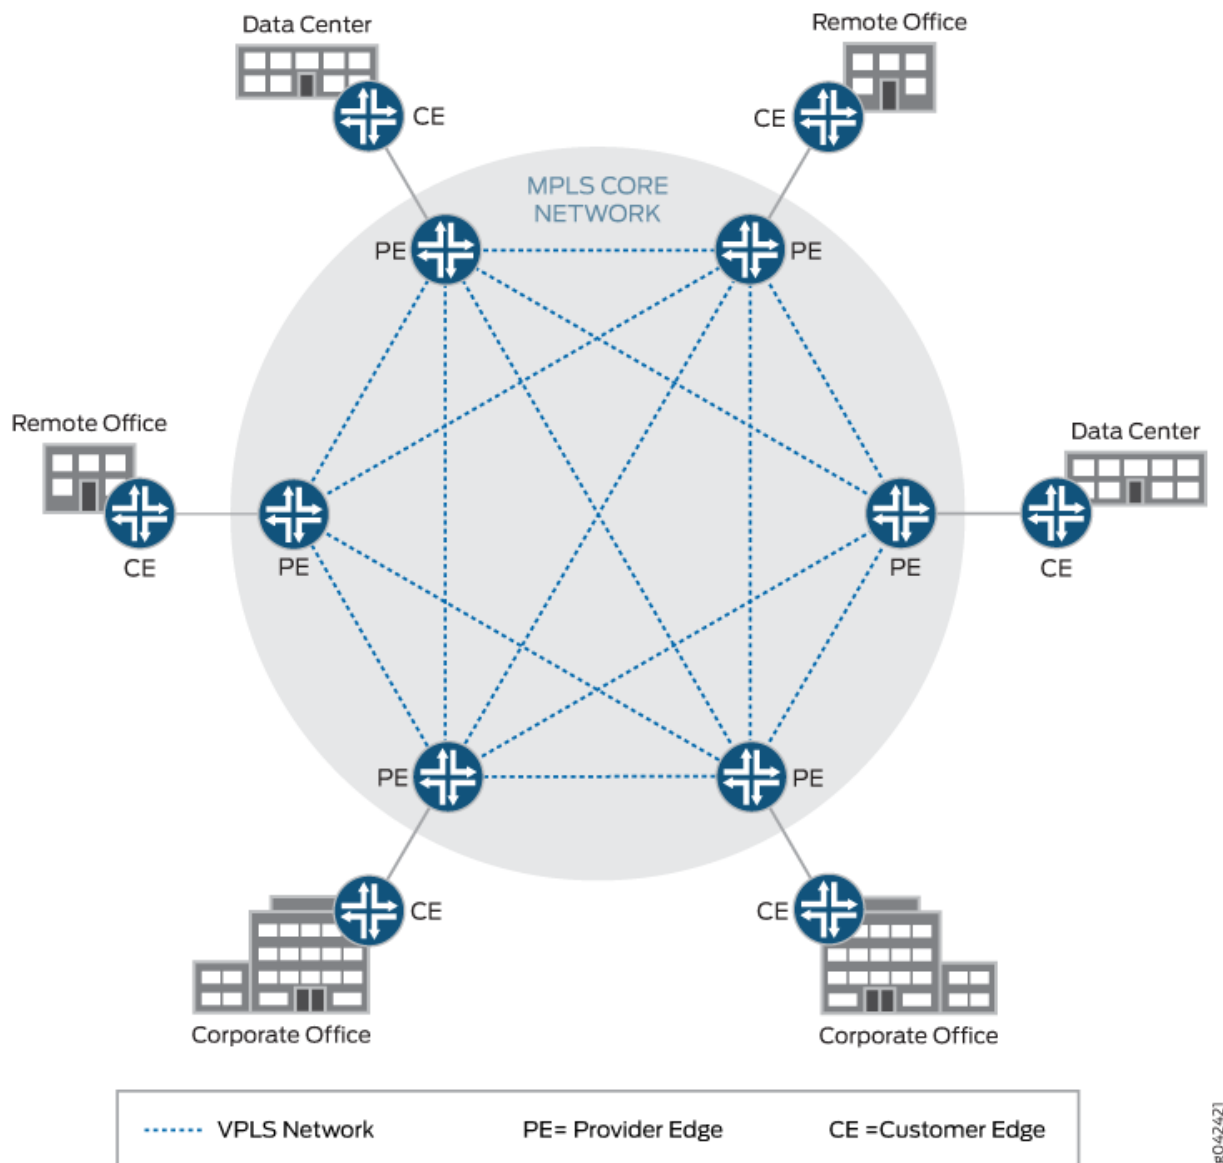 Data Center
Remote Office
CE
CE
MPLS CORE
NETWORK
PE
PE
Remote Office
Data Center
CE
PE
PE
CE
PE
PE
CE
CE
Corporate Office
Corporate Office
VPLS Network
PE= Provider Edge
CE =Customer Edge
g042421